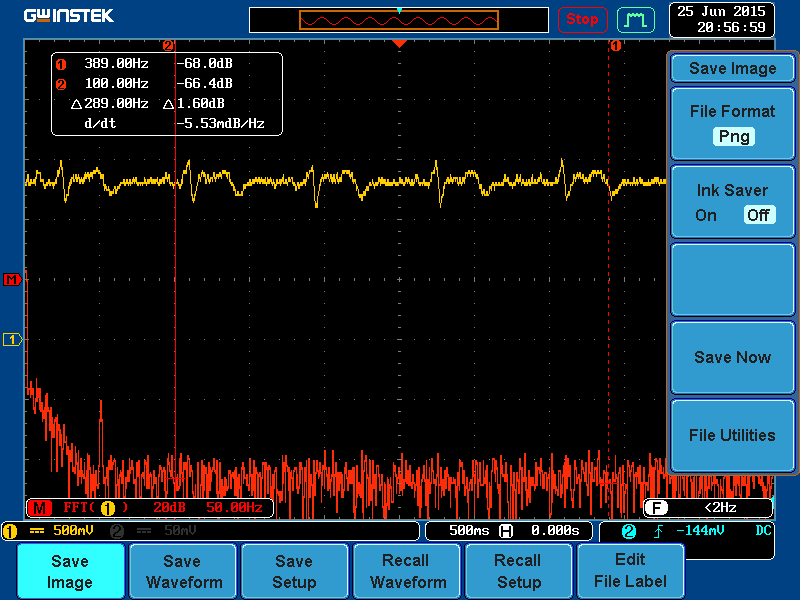 GWINSTEK
Stop
25 Jun 2015
20:56:59
2
1
1 389.00Hz -68.0dB
2 100.00Hz -66.4dB
△289.00Hz △1.60dB
d/dt -5.53mdB/Hz
Save Image
File Format
Png
Ink Saver
On Off
M
1
Save Now
File Utilities
M FFT( 1 ) 20dB 50.00Hz
F <2Hz
1 500mV 2 50mV
500ms H 0.000s
2 -144mV DC
Save Image
Save Waveform
Save Setup
Recall Waveform
Recall Setup
Edit File Label